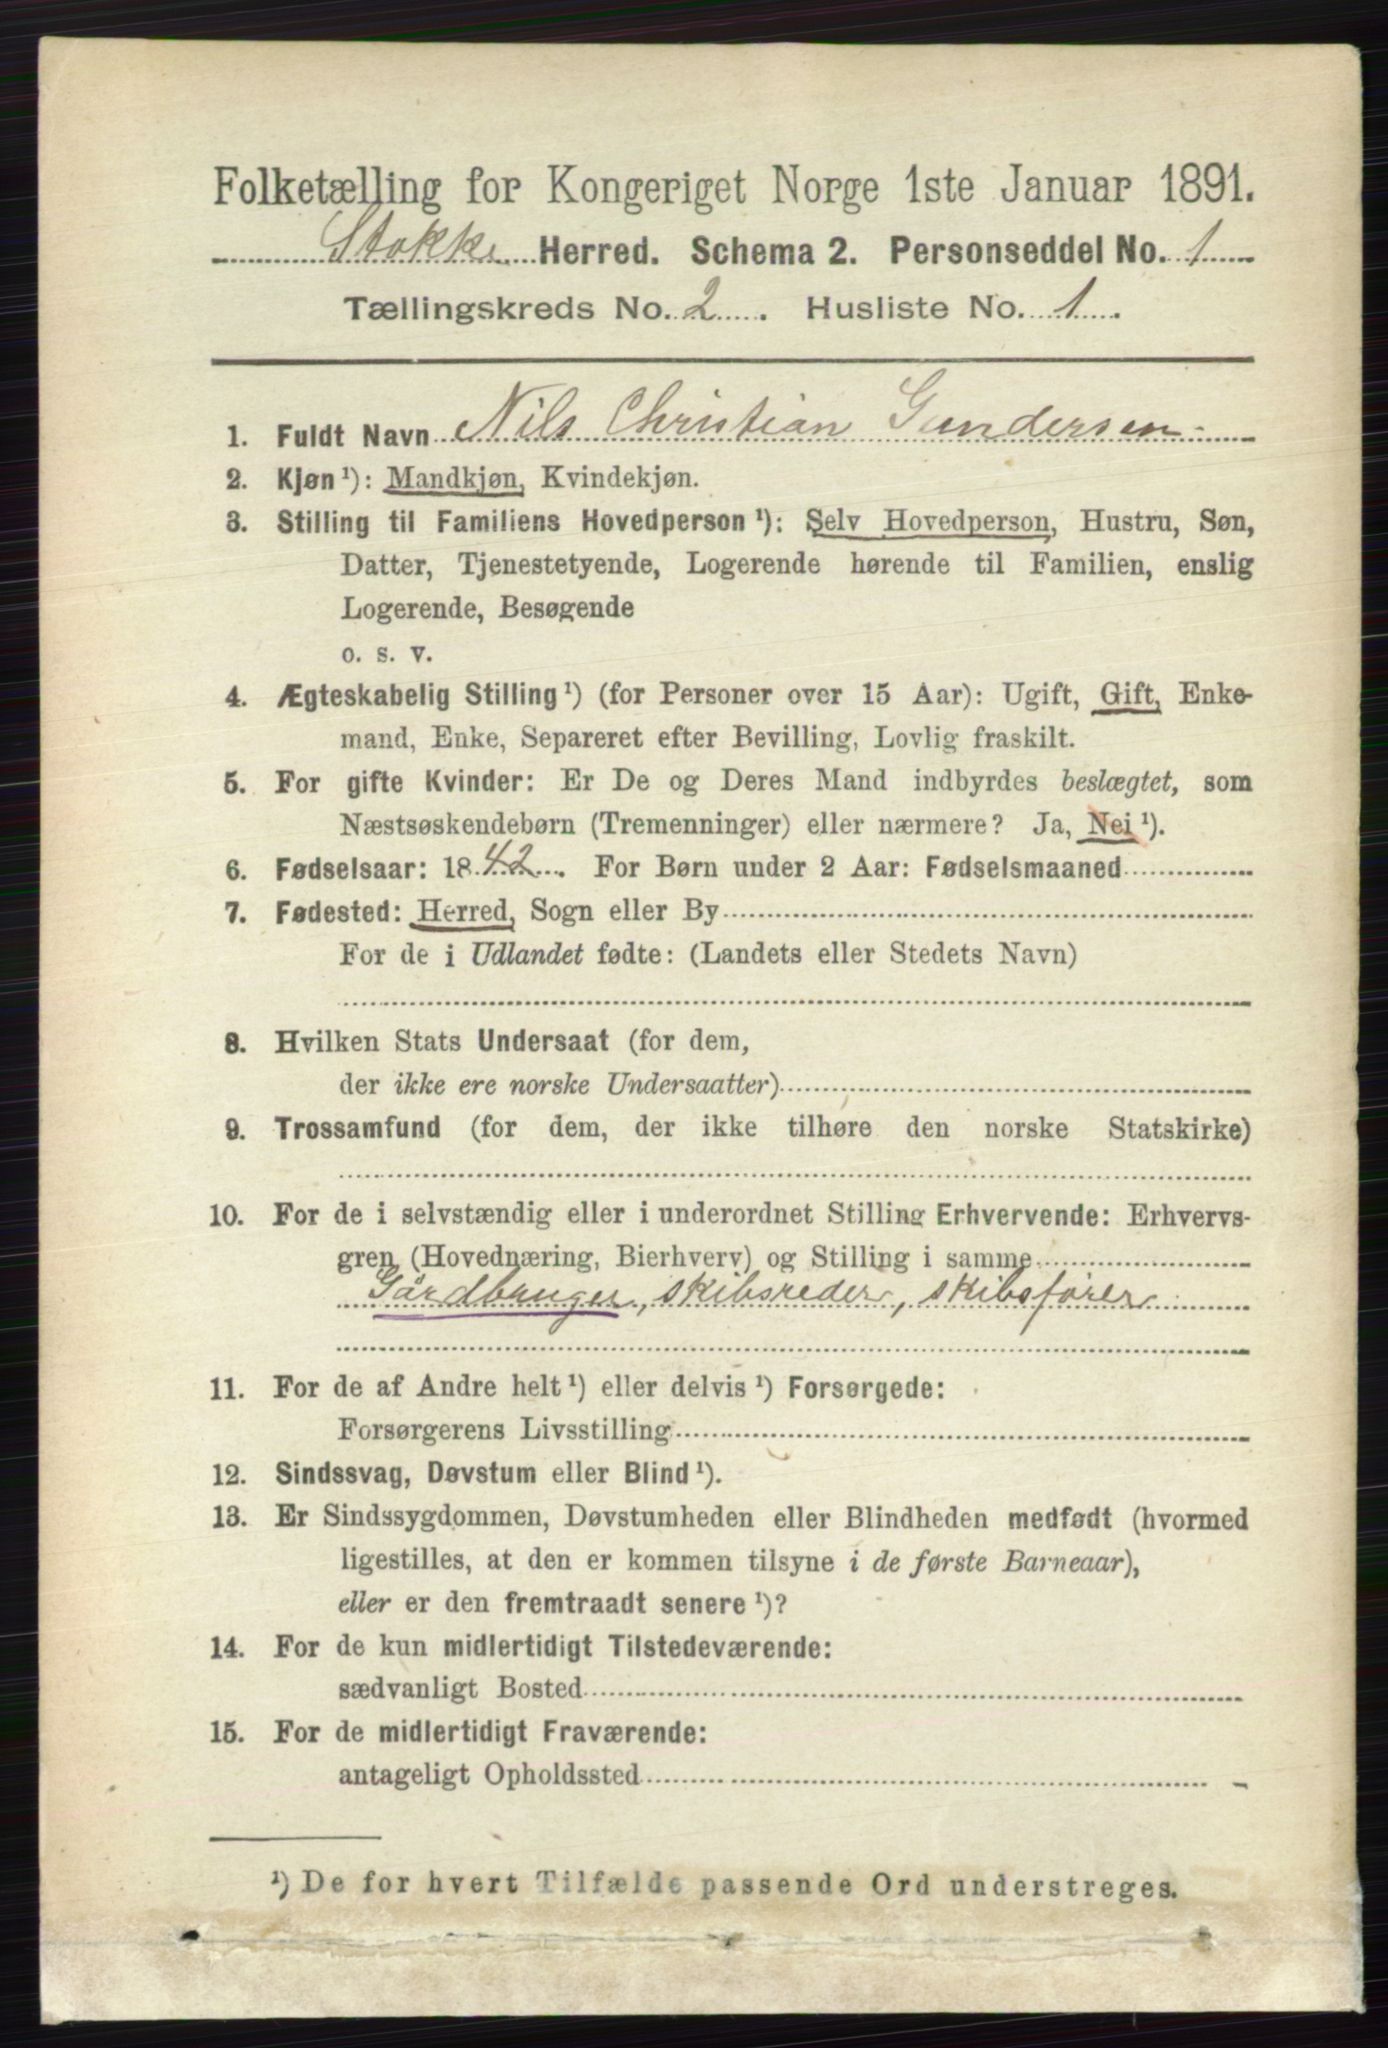 Folketælling for Kongeriget Norge 1ste Januar 1891.
Stokke Herred. Schema 2. Personseddel No. 1
Tællingskreds No. 2. Husliste No. 1.
1. Fuldt Navn Nils Christian Gundersen
2. Kjøn ¹): Mandkjøn, Kvindekjøn.
3. Stilling til Familiens Hovedperson ¹): Selv Hovedperson, Hustru, Søn,
Datter, Tjenestetyende, Logerende hørende til Familien, enslig
Logerende, Besøgende
o. s. v.
4. Ægteskabelig Stilling ¹) (for Personer over 15 Aar): Ugift, Gift, Enke-
mand, Enke, Separeret efter Bevilling, Lovlig fraskilt.
5. For gifte Kvinder: Er De og Deres Mand indbyrdes beslægtet, som
Næstsøskendebørn (Tremenninger) eller nærmere? Ja, Nei ¹).
6. Fødselsaar: 1842. For Børn under 2 Aar: Fødselsmaaned
7. Fødested: Herred, Sogn eller By
For de i Udlandet fødte: (Landets eller Stedets Navn)
8. Hvilken Stats Undersaat (for dem,
der ikke ere norske Undersaatter)
9. Trossamfund (for dem, der ikke tilhøre den norske Statskirke)
10. For de i selvstændig eller i underordnet Stilling Erhvervende: Erhvervs-
gren (Hovednæring, Bierhverv) og Stilling i samme
Gårdbruger, skibsreder, skibsfører
11. For de af Andre helt ¹) eller delvis ¹) Forsørgede:
Forsørgerens Livsstilling
12. Sindssvag, Døvstum eller Blind ¹).
13. Er Sindssygdommen, Døvstumheden eller Blindheden medfødt (hvormed
ligestilles, at den er kommen tilsyne i de første Barneaar),
eller er den fremtraadt senere ¹)?
14. For de kun midlertidigt Tilstedeværende:
sædvanligt Bosted
15. For de midlertidigt Fraværende:
antageligt Opholdssted
¹) De for hvert Tilfælde passende Ord understreges.